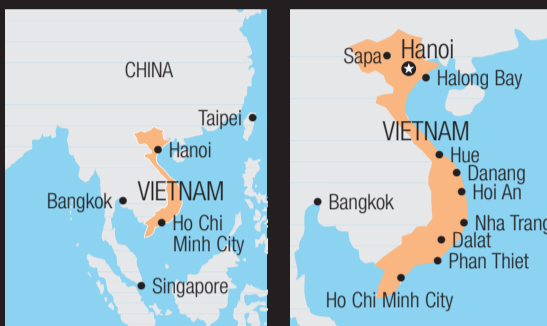 CHINA
Taipei
Hanoi
VIETNAM
Bangkok
Ho Chi
Minh City
Singapore
Sapa
Hanoi
Halong Bay
VIETNAM
Hue
Danang
Hoi An
Bangkok
Nha Trang
Dalat
Phan Thiet
Ho Chi Minh City